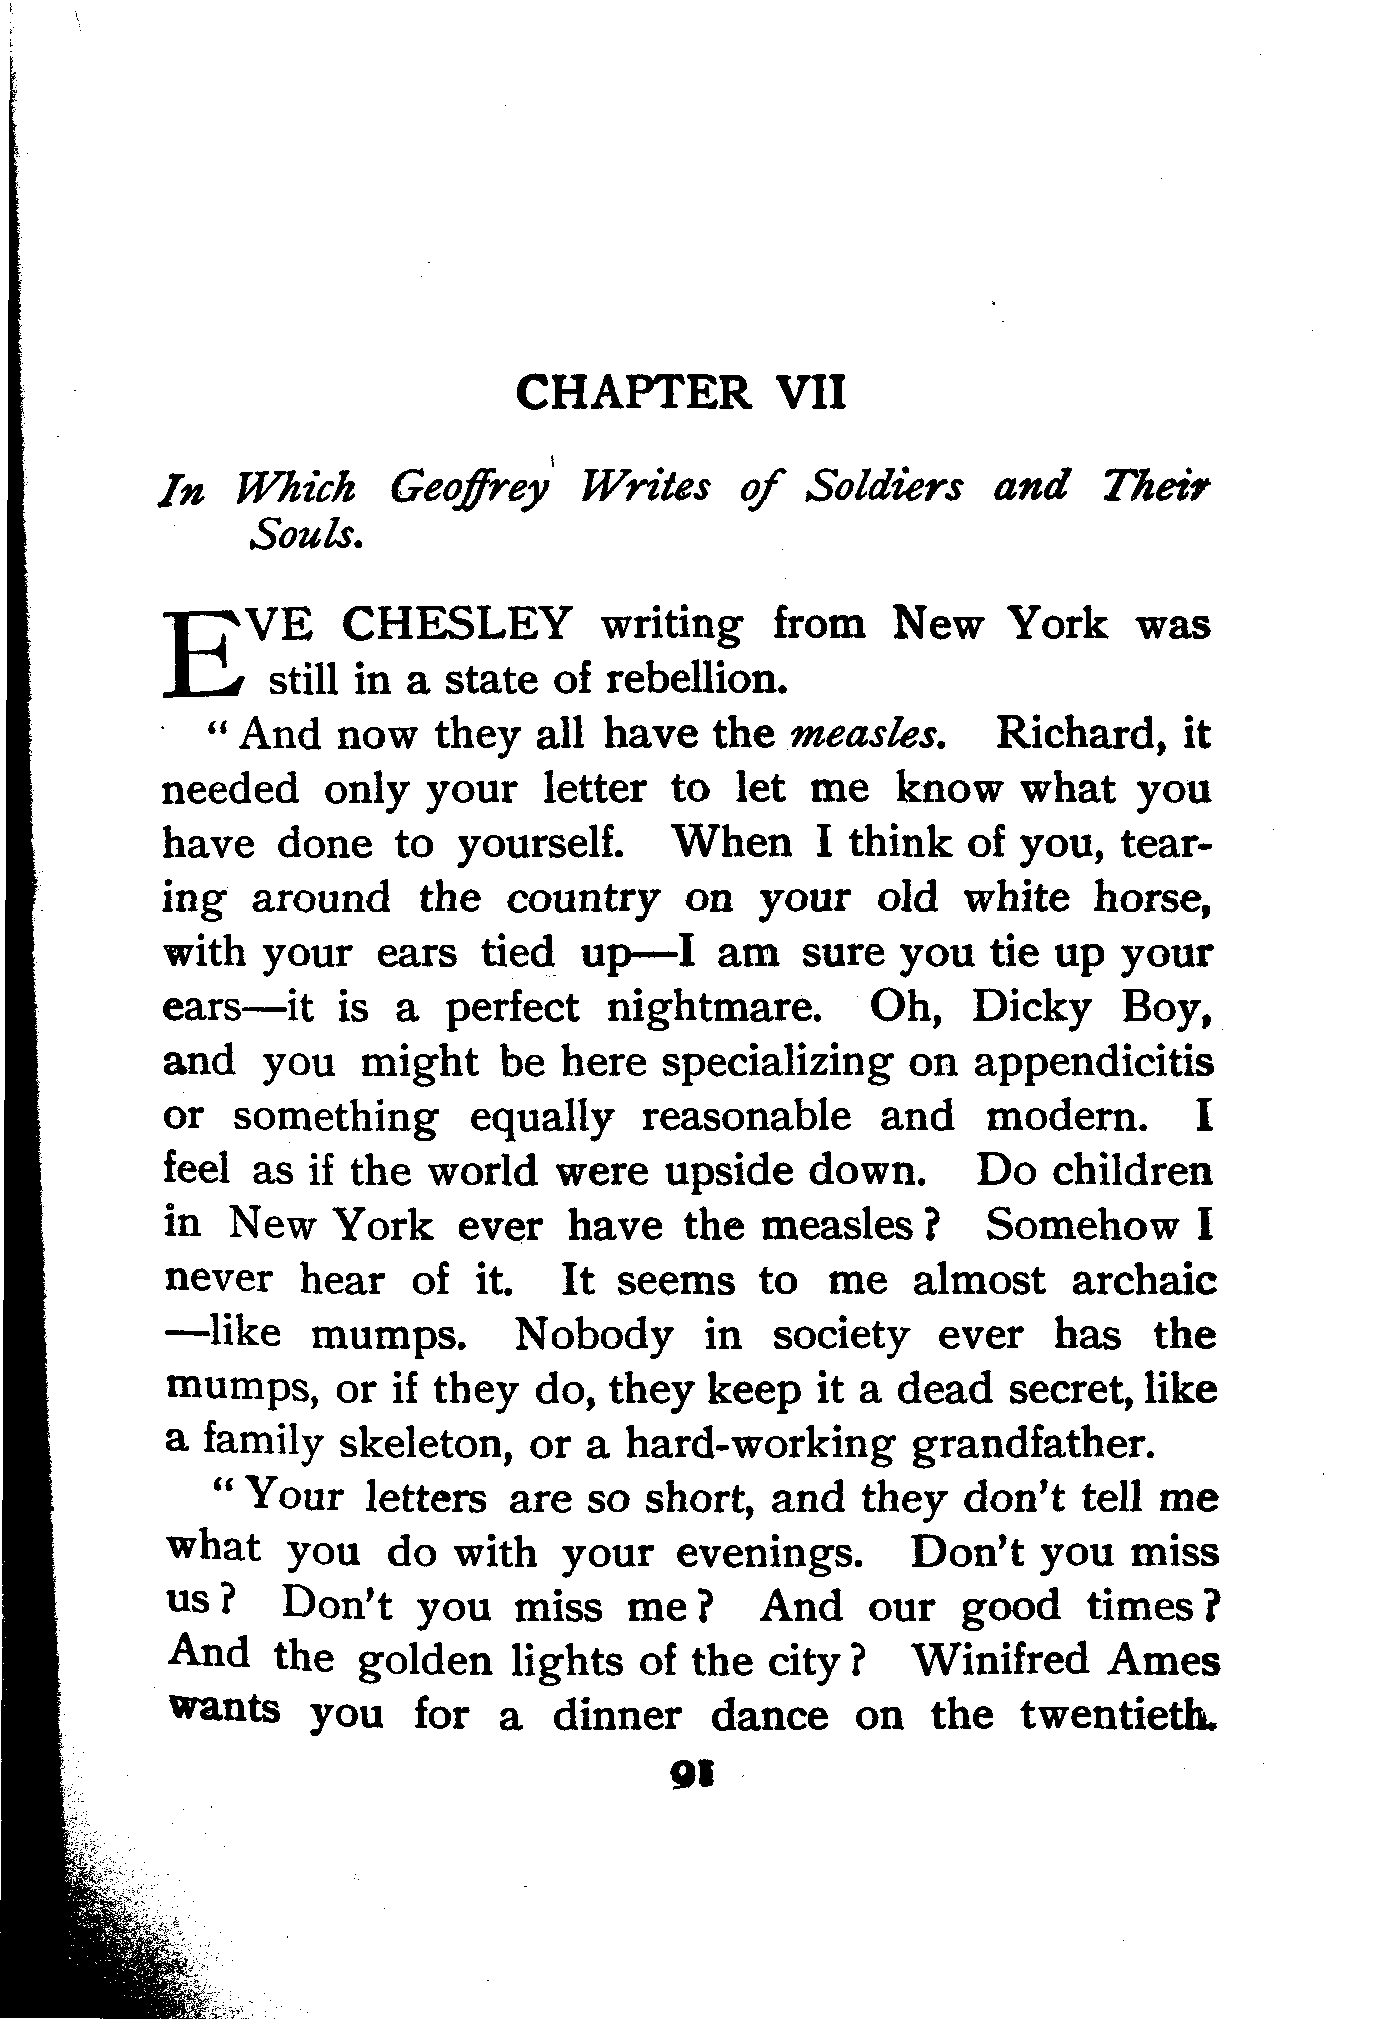 CHAPTER VII
In Which Geoffrey Writes of Soldiers and Their
Souls.
EVE CHESLEY writing from New York was
still in a state of rebellion.
" And now they all have the measles. Richard, it
needed only your letter to let me know what you
have done to yourself. When I think of you, tear-
ing around the country on your old white horse,
with your ears tied up—I am sure you tie up your
ears—it is a perfect nightmare. Oh, Dicky Boy,
and you might be here specializing on appendicitis
or something equally reasonable and modern. I
feel as if the world were upside down. Do children
in New York ever have the measles ? Somehow I
never hear of it. It seems to me almost archaic
—like mumps. Nobody in society ever has the
mumps, or if they do, they keep it a dead secret, like
a family skeleton, or a hard-working grandfather.
" Your letters are so short, and they don't tell me
what you do with your evenings. Don't you miss
us ? Don't you miss me ? And our good times ?
And the golden lights of the city ? Winifred Ames
wants you for a dinner dance on the twentieth.
91